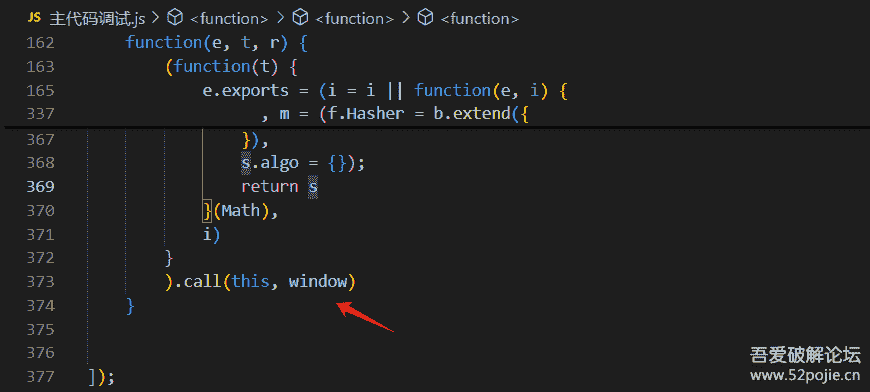 JS 主代码调试.js > <function> > <function> > <function>
162 function(e, t, r) {
163 (function(t) {
165 e.exports = (i = i || function(e, i) {
337 , m = (f.Hasher = b.extend({
367 }),
368 s.algo = {});
369 return s
370 }(Math),
371 i)
372 }
373 ).call(this, window)
374 }
375
376
377 ]);
吾爱破解论坛
www.52pojie.cn